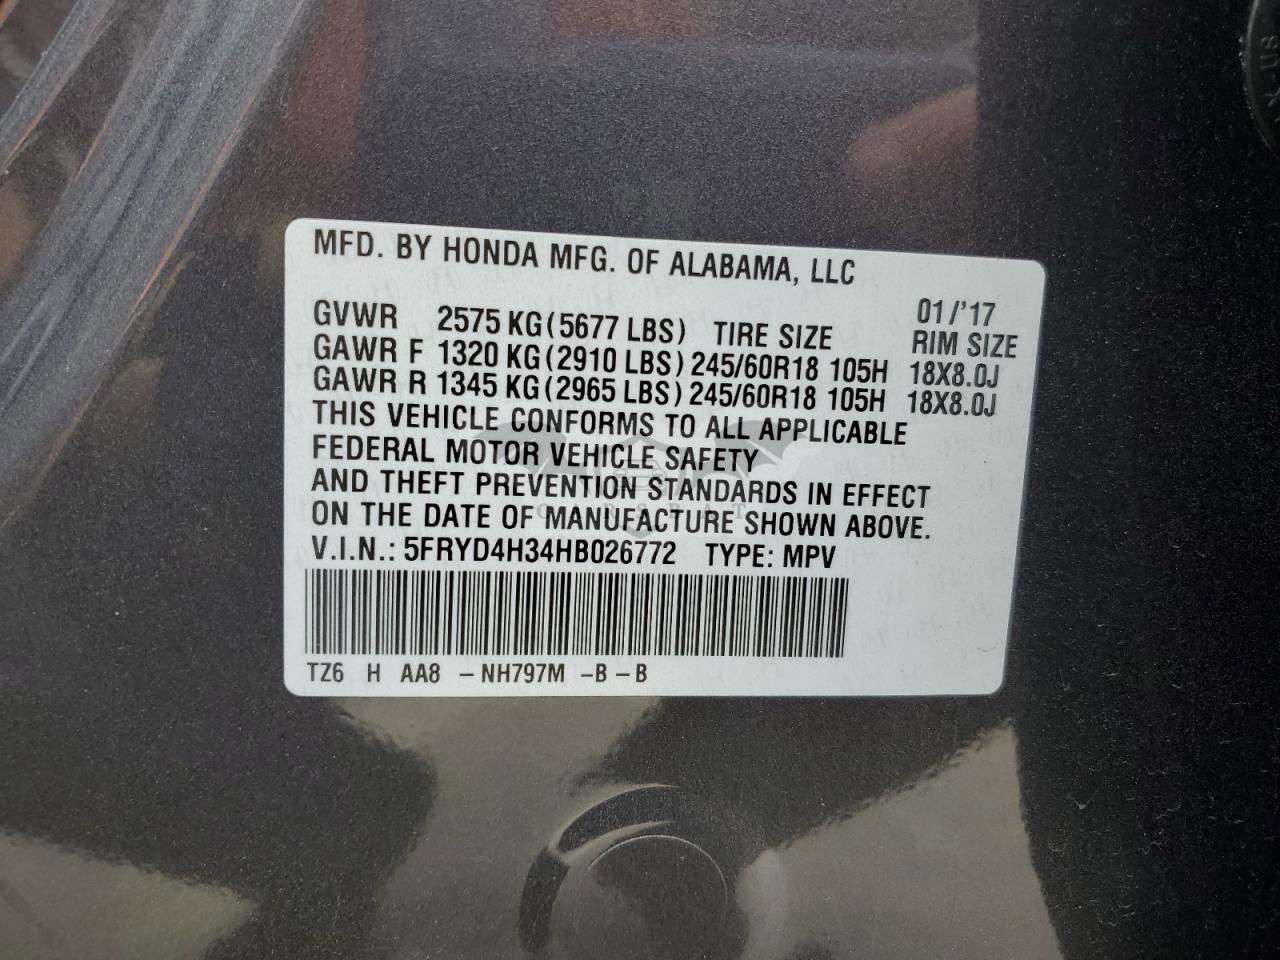 MFD. BY HONDA MFG. OF ALABAMA, LLC
01/'17
GVWR 2575 KG(5677 LBS) TIRE SIZE RIM SIZE
GAWR F 1320 KG(2910 LBS) 245/60R18 105H 18X8.0J
GAWR R 1345 KG(2965 LBS) 245/60R18 105H 18X8.0J
THIS VEHICLE CONFORMS TO ALL APPLICABLE
FEDERAL MOTOR VEHICLE SAFETY
AND THEFT PREVENTION STANDARDS IN EFFECT
ON THE DATE OF MANUFACTURE SHOWN ABOVE.
V.I.N.: 5FRYD4H34HB026772 TYPE: MPV
TZ6 H AA8 -NH797M -B-B